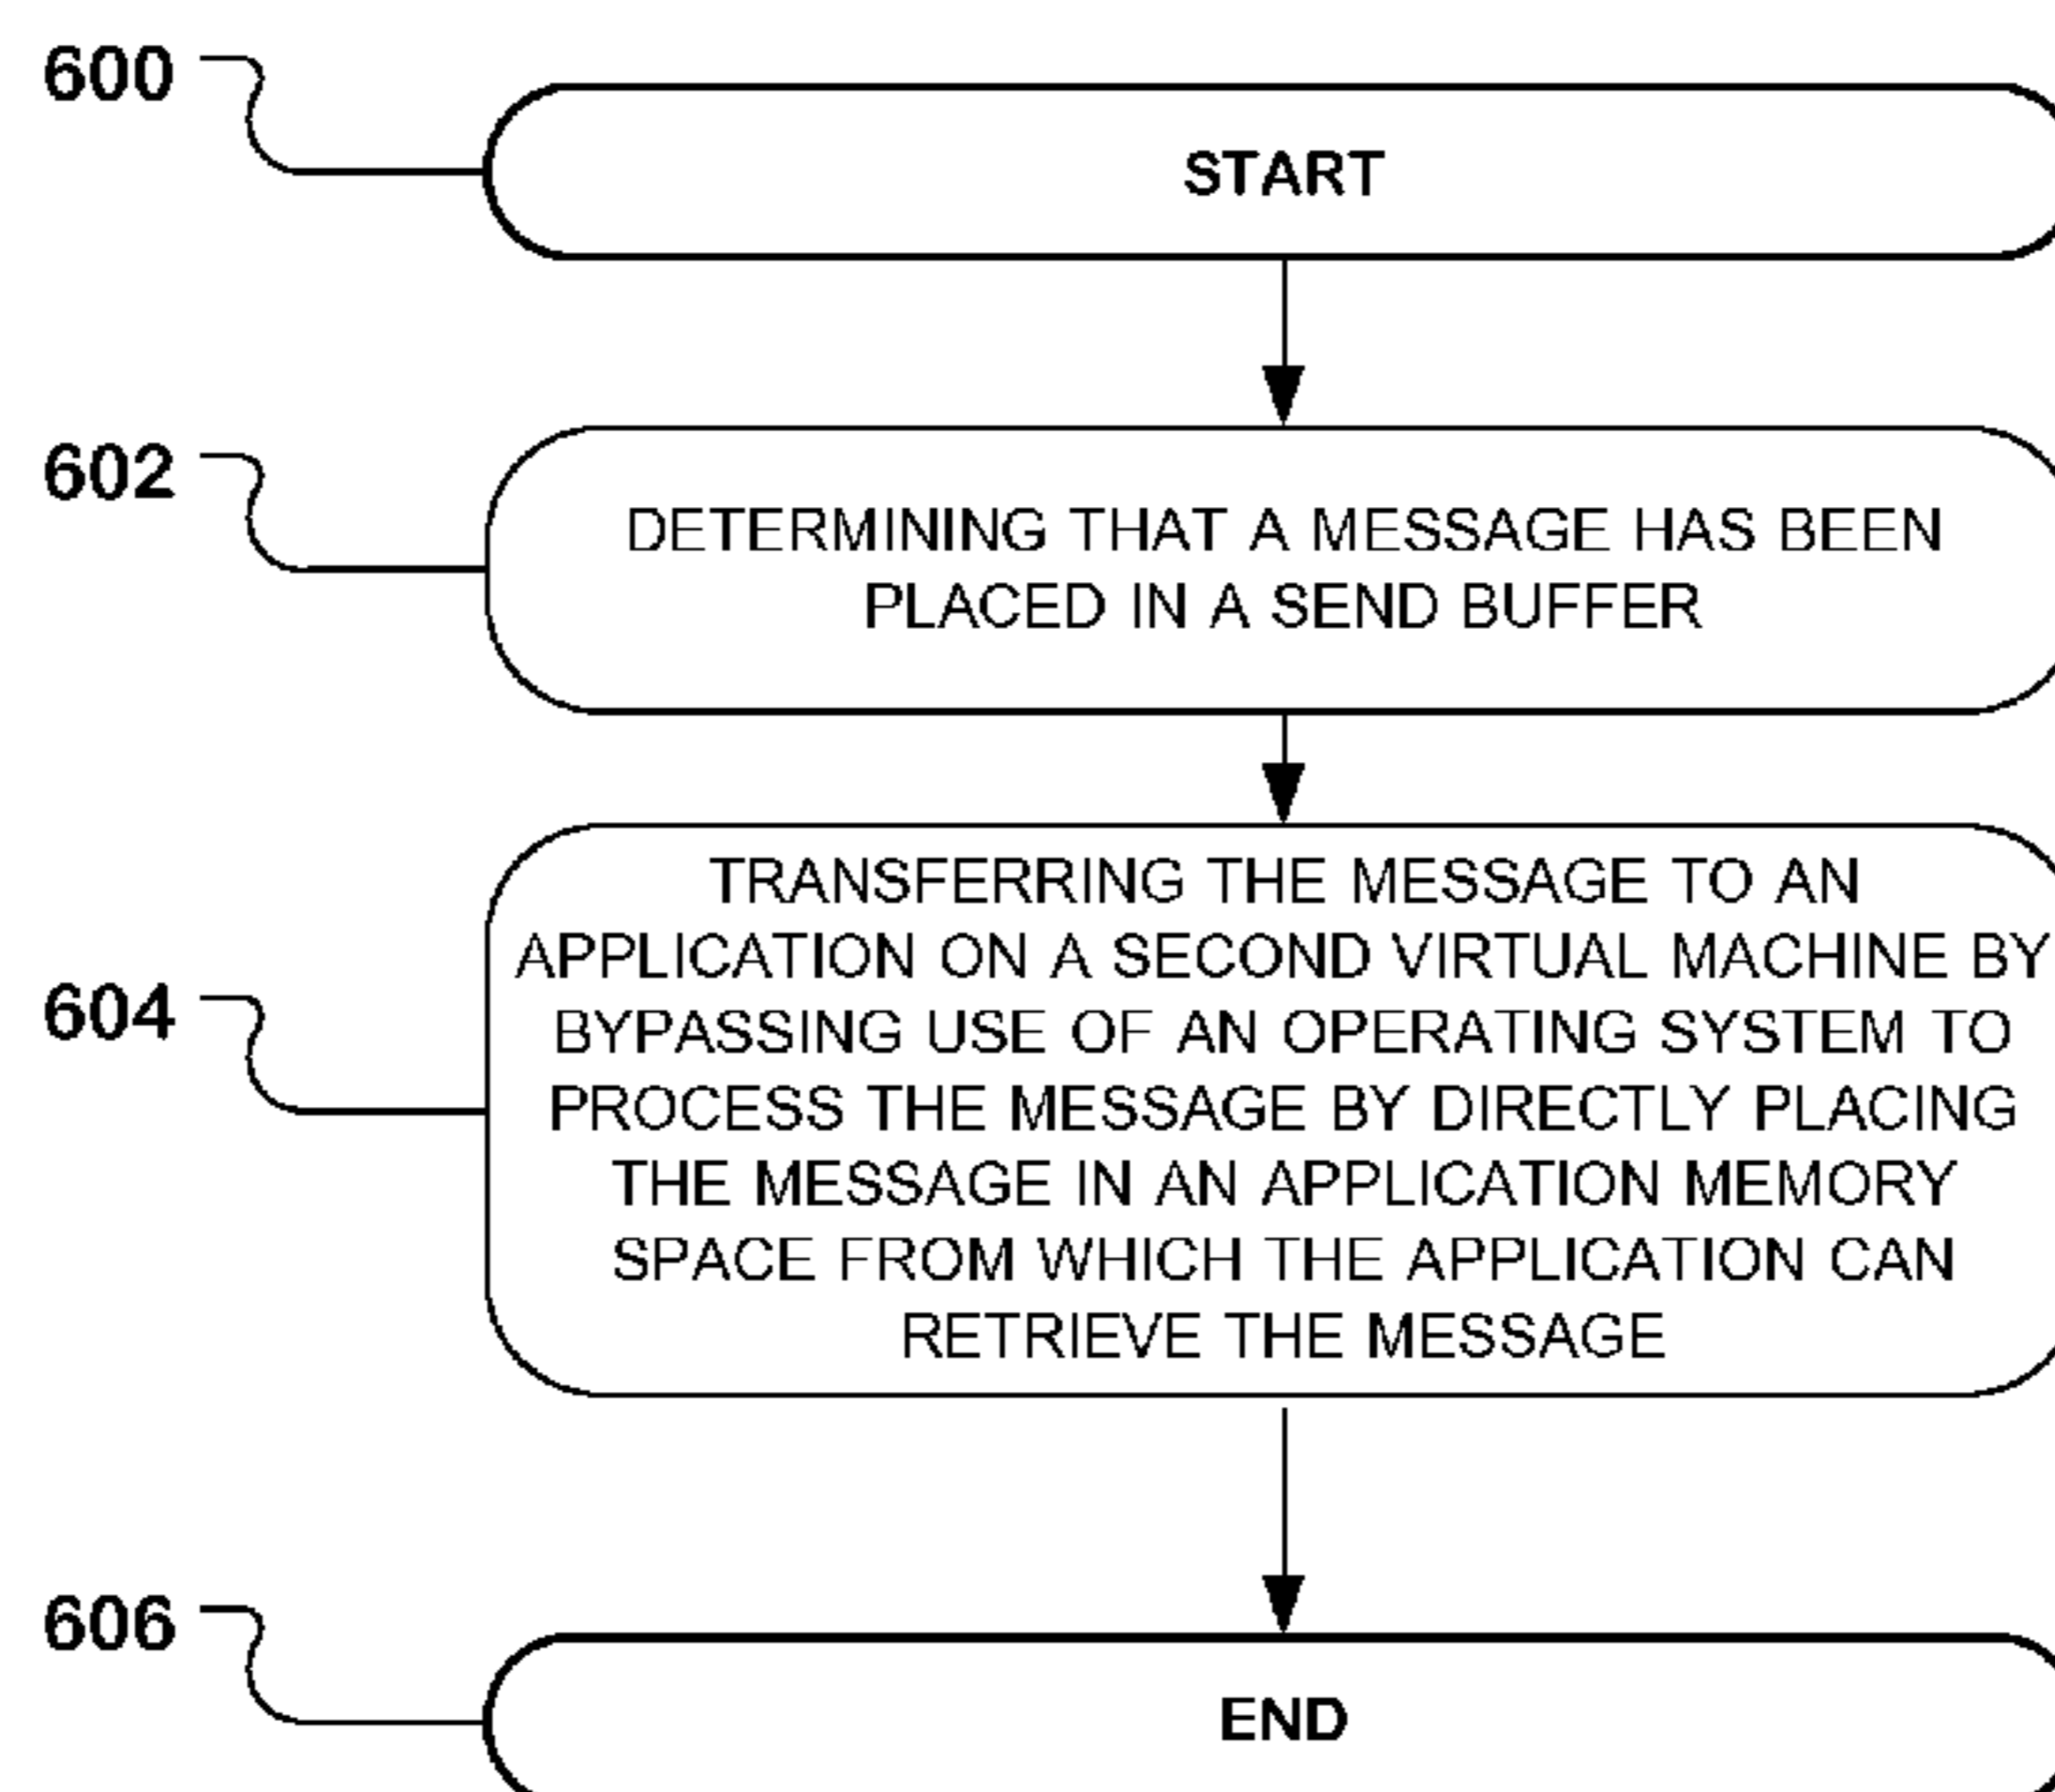 600
START
602
DETERMINING THAT A MESSAGE HAS BEEN
PLACED IN A SEND BUFFER
604
TRANSFERRING THE MESSAGE TO AN
APPLICATION ON A SECOND VIRTUAL MACHINE BY
BYPASSING USE OF AN OPERATING SYSTEM TO
PROCESS THE MESSAGE BY DIRECTLY PLACING
THE MESSAGE IN AN APPLICATION MEMORY
SPACE FROM WHICH THE APPLICATION CAN
RETRIEVE THE MESSAGE
606
END